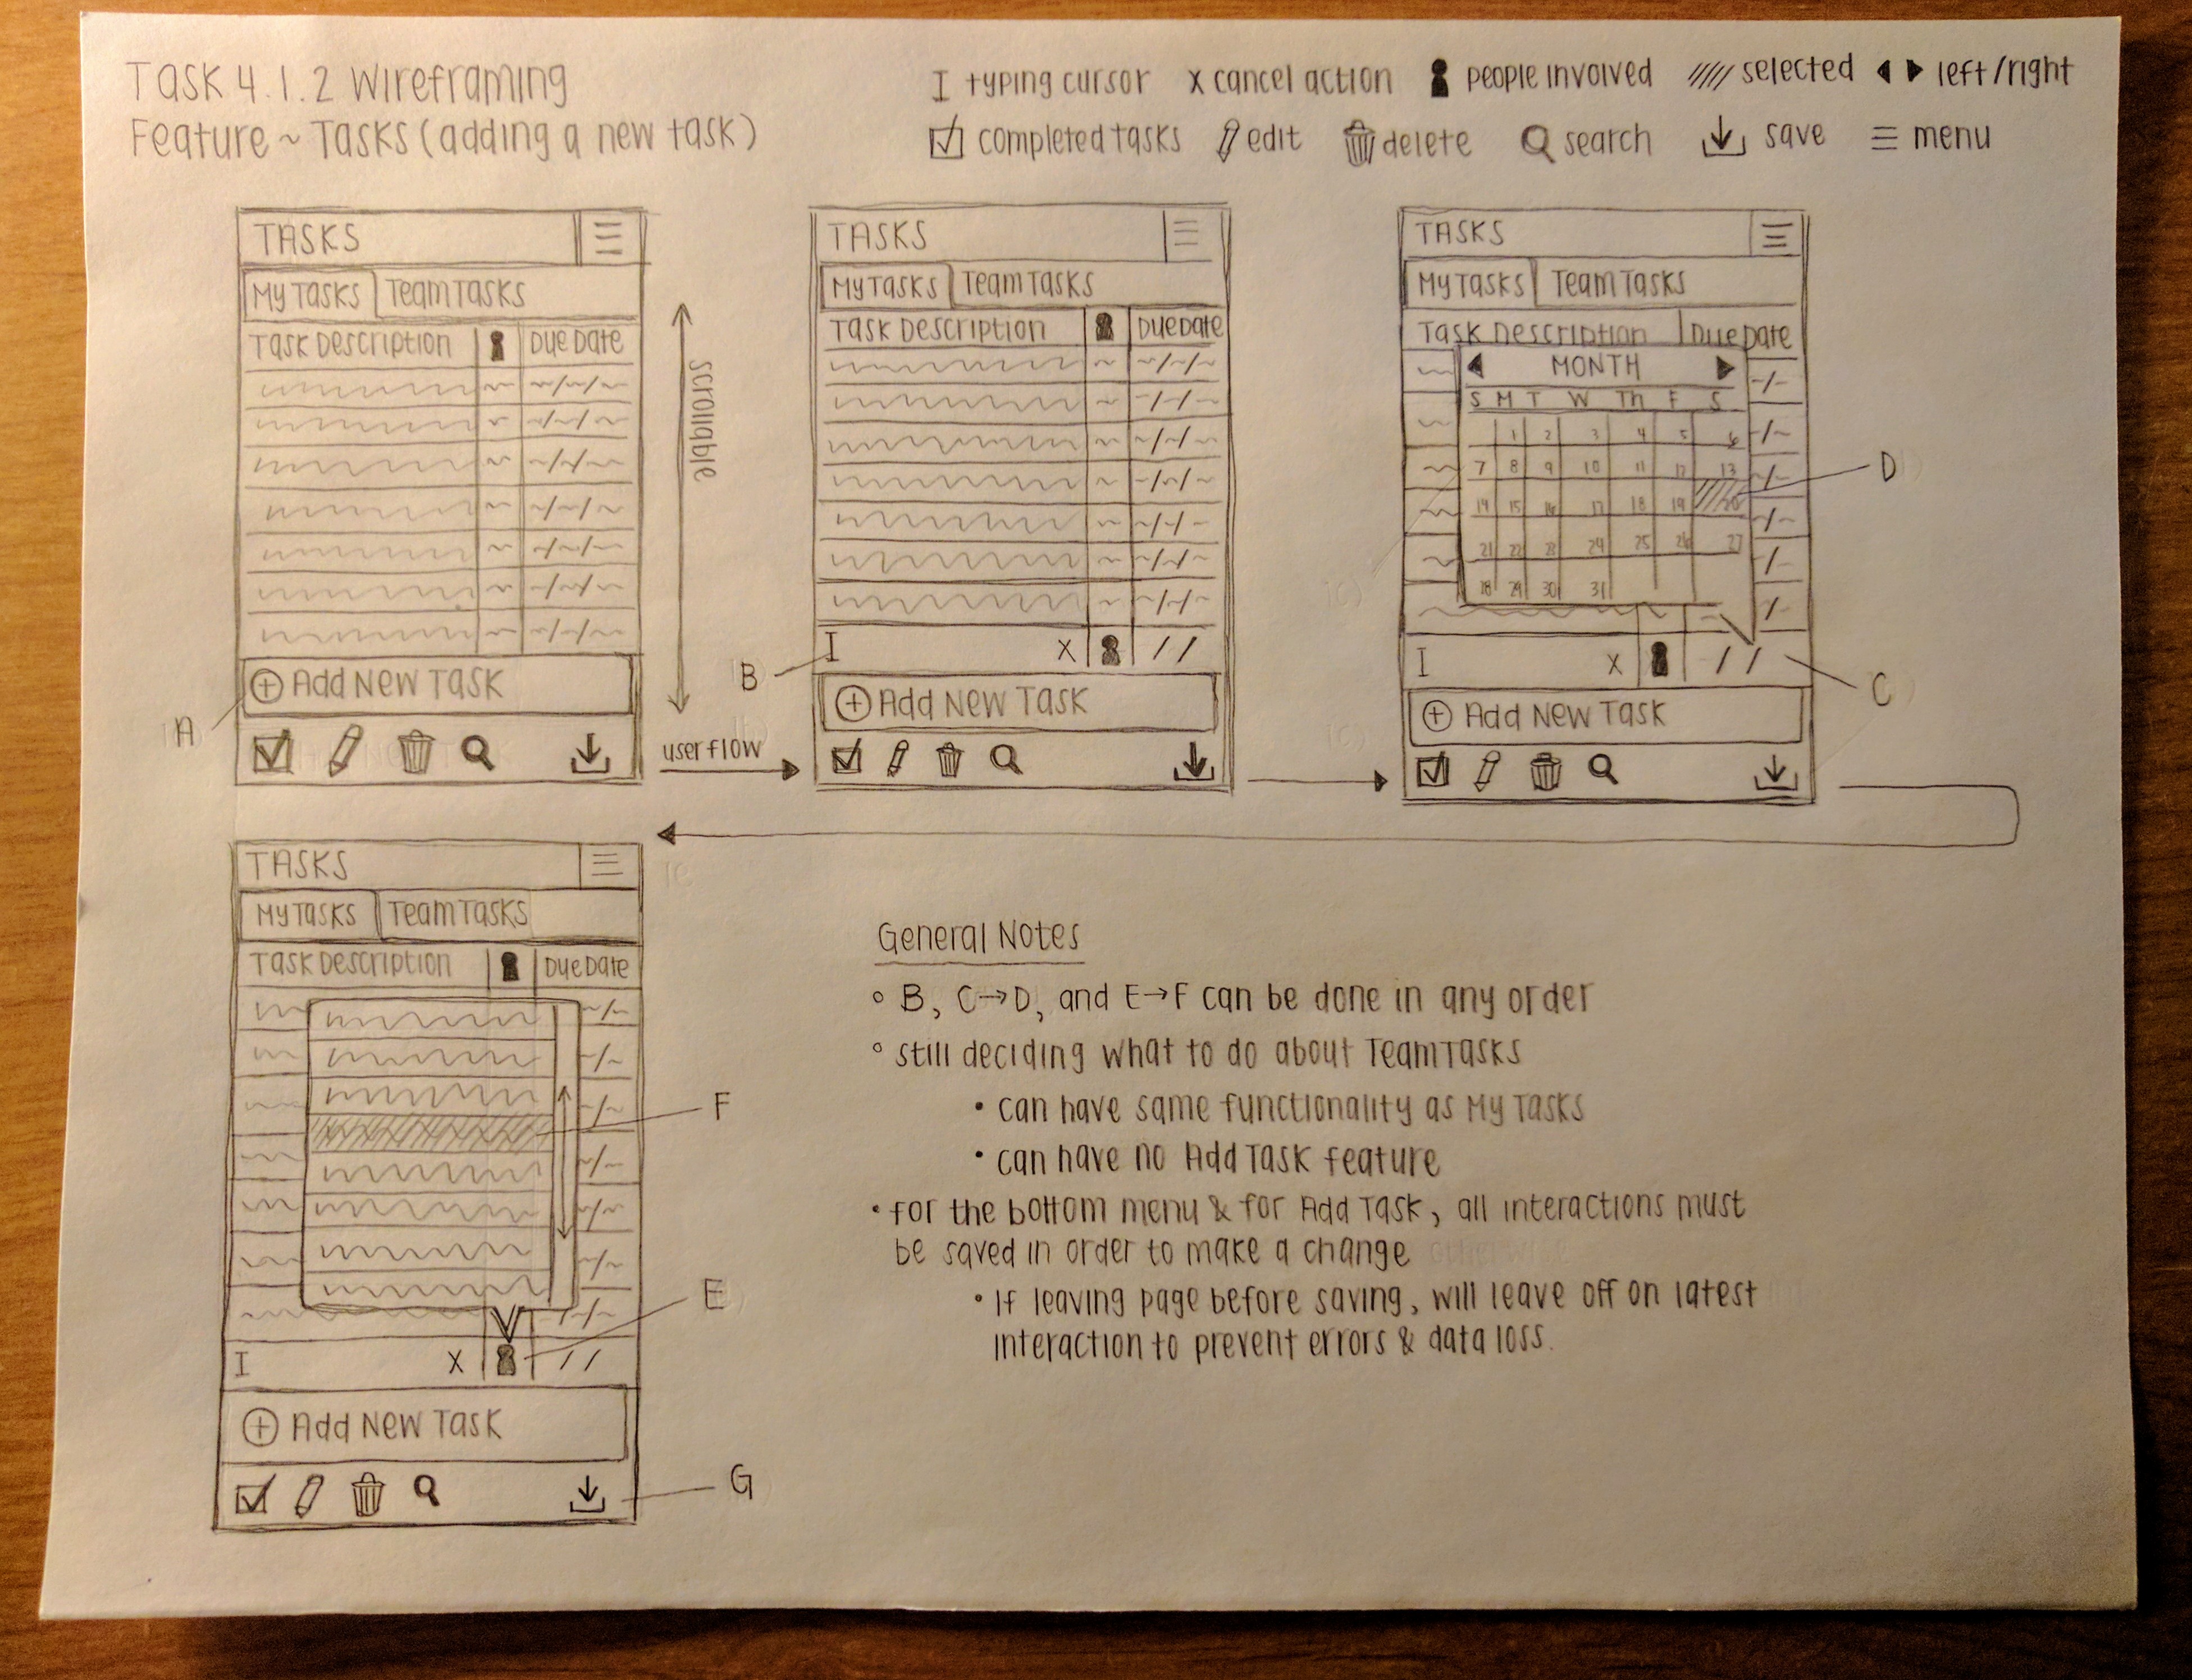 Task 4.1.2 Wireframing
Feature ~ Tasks (adding a new task)
typing cursor x cancel action people involved selected left/right
completed tasks edit delete search save menu
TASKS
My Tasks Team Tasks
Task Description Due Date
Add New Task
A
scrollable
user flow
TASKS
My Tasks Team Tasks
Task Description Due Date
I X / /
B
Add New Task
TASKS
My Tasks Team Tasks
Task Description Due Date
MONTH
S M T W Th F S
1 2 3 4 5 6
7 8 9 10 11 12 13
14 15 16 17 18 19 20
21 22 23 24 25 26 27
18 29 30 31
D
I X / /
C
Add New Task
TASKS
My Tasks Team Tasks
Task Description Due Date
F
E
I X / /
Add New Task
G
General Notes
◦ B, C→D, and E→F can be done in any order
◦ still deciding what to do about Team Tasks
• can have same functionality as My Tasks
• can have no Add Task feature
• for the bottom menu & for Add Task, all interactions must
be saved in order to make a change
• If leaving page before saving, will leave off on latest
interaction to prevent errors & data loss.